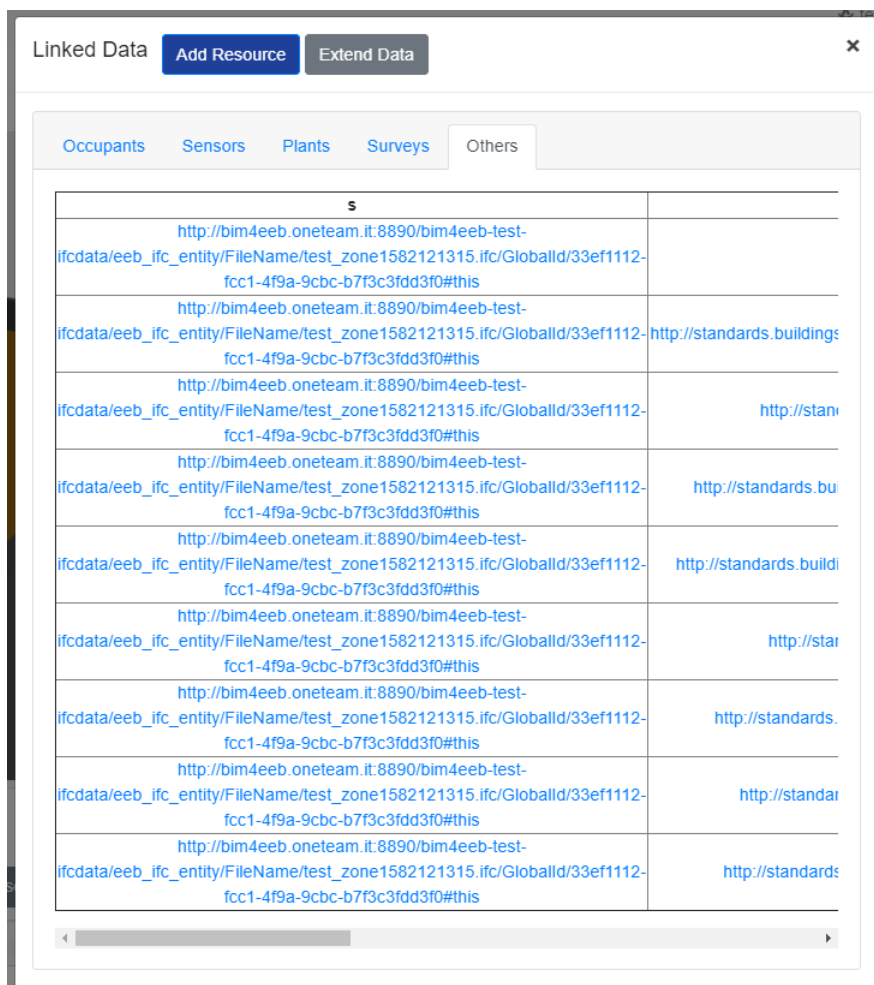 Linked Data Add Resource Extend Data ×
Occupants Sensors Plants Surveys Others
s
http://bim4eeb.oneteam.it:8890/bim4eeb-test-
ifcdata/eeb_ifc_entity/FileName/test_zone1582121315.ifc/GlobalId/33ef1112-
fcc1-4f9a-9cbc-b7f3c3fdd3f0#this
http://bim4eeb.oneteam.it:8890/bim4eeb-test-
ifcdata/eeb_ifc_entity/FileName/test_zone1582121315.ifc/GlobalId/33ef1112- http://standards.buildings
fcc1-4f9a-9cbc-b7f3c3fdd3f0#this
http://bim4eeb.oneteam.it:8890/bim4eeb-test-
ifcdata/eeb_ifc_entity/FileName/test_zone1582121315.ifc/GlobalId/33ef1112- http://stan
fcc1-4f9a-9cbc-b7f3c3fdd3f0#this
http://bim4eeb.oneteam.it:8890/bim4eeb-test-
ifcdata/eeb_ifc_entity/FileName/test_zone1582121315.ifc/GlobalId/33ef1112- http://standards.bui
fcc1-4f9a-9cbc-b7f3c3fdd3f0#this
http://bim4eeb.oneteam.it:8890/bim4eeb-test-
ifcdata/eeb_ifc_entity/FileName/test_zone1582121315.ifc/GlobalId/33ef1112- http://standards.buildi
fcc1-4f9a-9cbc-b7f3c3fdd3f0#this
http://bim4eeb.oneteam.it:8890/bim4eeb-test-
ifcdata/eeb_ifc_entity/FileName/test_zone1582121315.ifc/GlobalId/33ef1112- http://star
fcc1-4f9a-9cbc-b7f3c3fdd3f0#this
http://bim4eeb.oneteam.it:8890/bim4eeb-test-
ifcdata/eeb_ifc_entity/FileName/test_zone1582121315.ifc/GlobalId/33ef1112- http://standards.
fcc1-4f9a-9cbc-b7f3c3fdd3f0#this
http://bim4eeb.oneteam.it:8890/bim4eeb-test-
ifcdata/eeb_ifc_entity/FileName/test_zone1582121315.ifc/GlobalId/33ef1112- http://standar
fcc1-4f9a-9cbc-b7f3c3fdd3f0#this
http://bim4eeb.oneteam.it:8890/bim4eeb-test-
ifcdata/eeb_ifc_entity/FileName/test_zone1582121315.ifc/GlobalId/33ef1112- http://standards
fcc1-4f9a-9cbc-b7f3c3fdd3f0#this